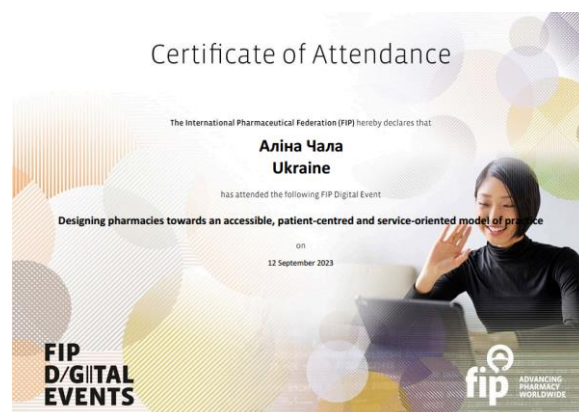 Certificate of Attendance
The International Pharmaceutical Federation (FIP) hereby declares that
Аліна Чала
Ukraine
has attended the following FIP Digital Event
Designing pharmacies towards an accessible, patient-centred and service-oriented model of practice
on
12 September 2023
FIP
D/GIITAL
EVENTS
fip
ADVANCING
PHARMACY
WORLDWIDE